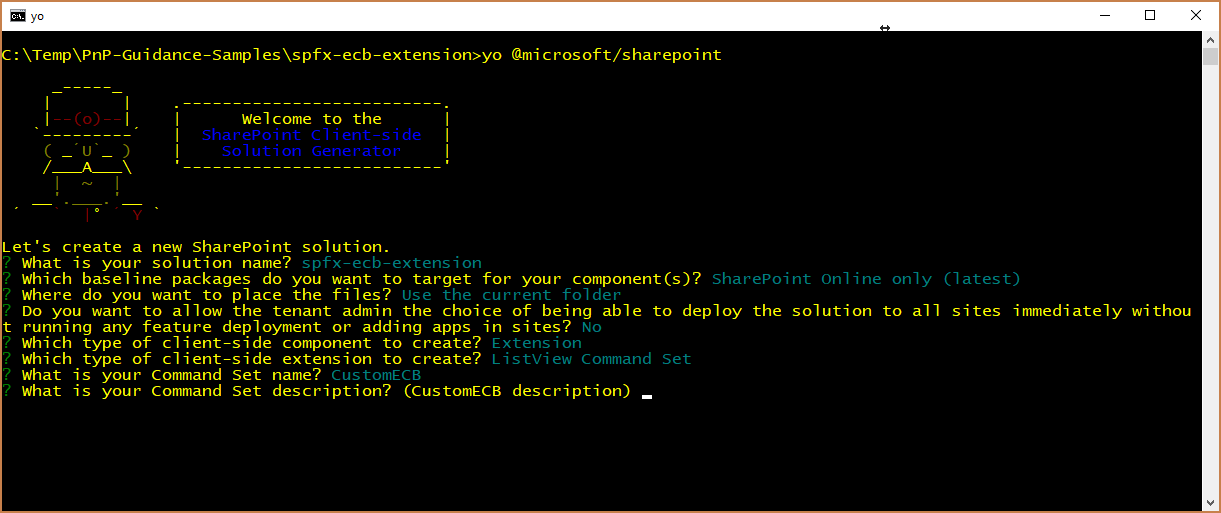 yo
C:\Temp\PnP-Guidance-Samples\spfx-ecb-extension>yo @microsoft/sharepoint
     _-----_
    |       |    .--------------------------.
    |--(o)--|    |      Welcome to the      |
   `---------´   |  SharePoint Client-side  |
    ( _´U`_ )    |    Solution Generator    |
    /___A___\    '--------------------------'
     |  ~  |
   __'.___.'__
 ´   `  |° ´ Y `
Let's create a new SharePoint solution.
? What is your solution name? spfx-ecb-extension
? Which baseline packages do you want to target for your component(s)? SharePoint Online only (latest)
? Where do you want to place the files? Use the current folder
? Do you want to allow the tenant admin the choice of being able to deploy the solution to all sites immediately withou
t running any feature deployment or adding apps in sites? No
? Which type of client-side component to create? Extension
? Which type of client-side extension to create? ListView Command Set
? What is your Command Set name? CustomECB
? What is your Command Set description? (CustomECB description)